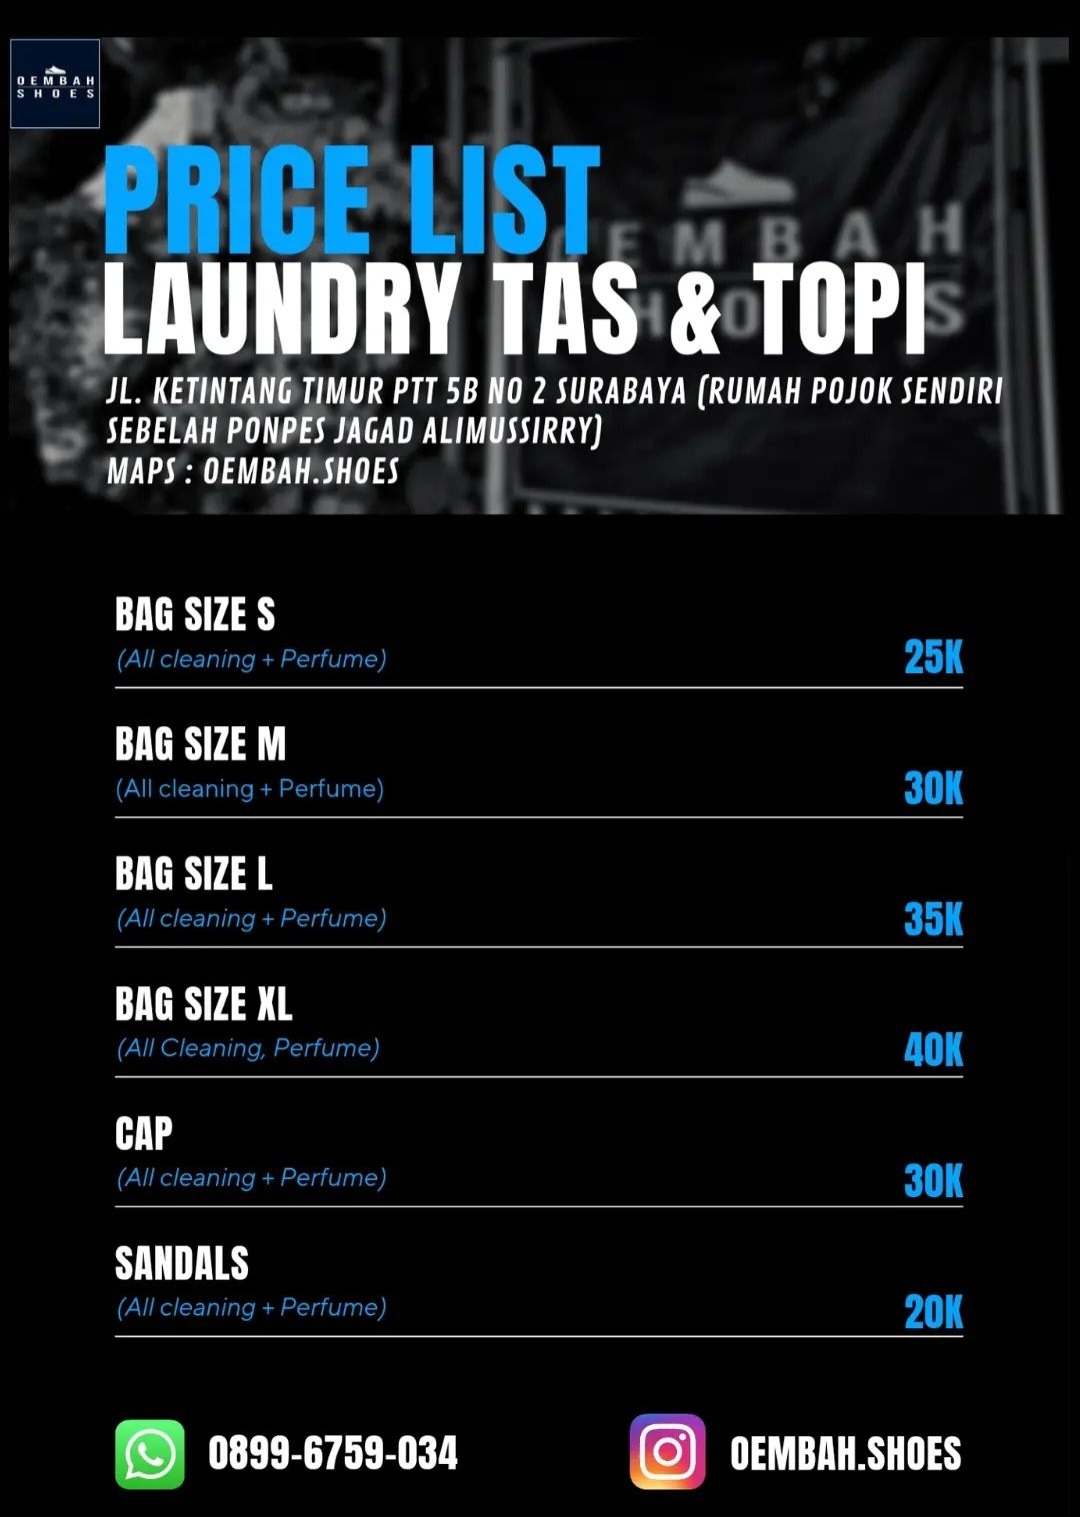 OEMBAH
SHOES
PRICE LIST
LAUNDRY TAS & TOPI
JL. KETINTANG TIMUR PTT 5B NO 2 SURABAYA (RUMAH POJOK SENDIRI
SEBELAH PONPES JAGAD ALIMUSSIRRY)
MAPS : OEMBAH.SHOES
BAG SIZE S
(All cleaning + Perfume)
25K
BAG SIZE M
(All cleaning + Perfume)
30K
BAG SIZE L
(All cleaning + Perfume)
35K
BAG SIZE XL
(All Cleaning, Perfume)
40K
CAP
(All cleaning + Perfume)
30K
SANDALS
(All cleaning + Perfume)
20K
0899-6759-034
OEMBAH.SHOES